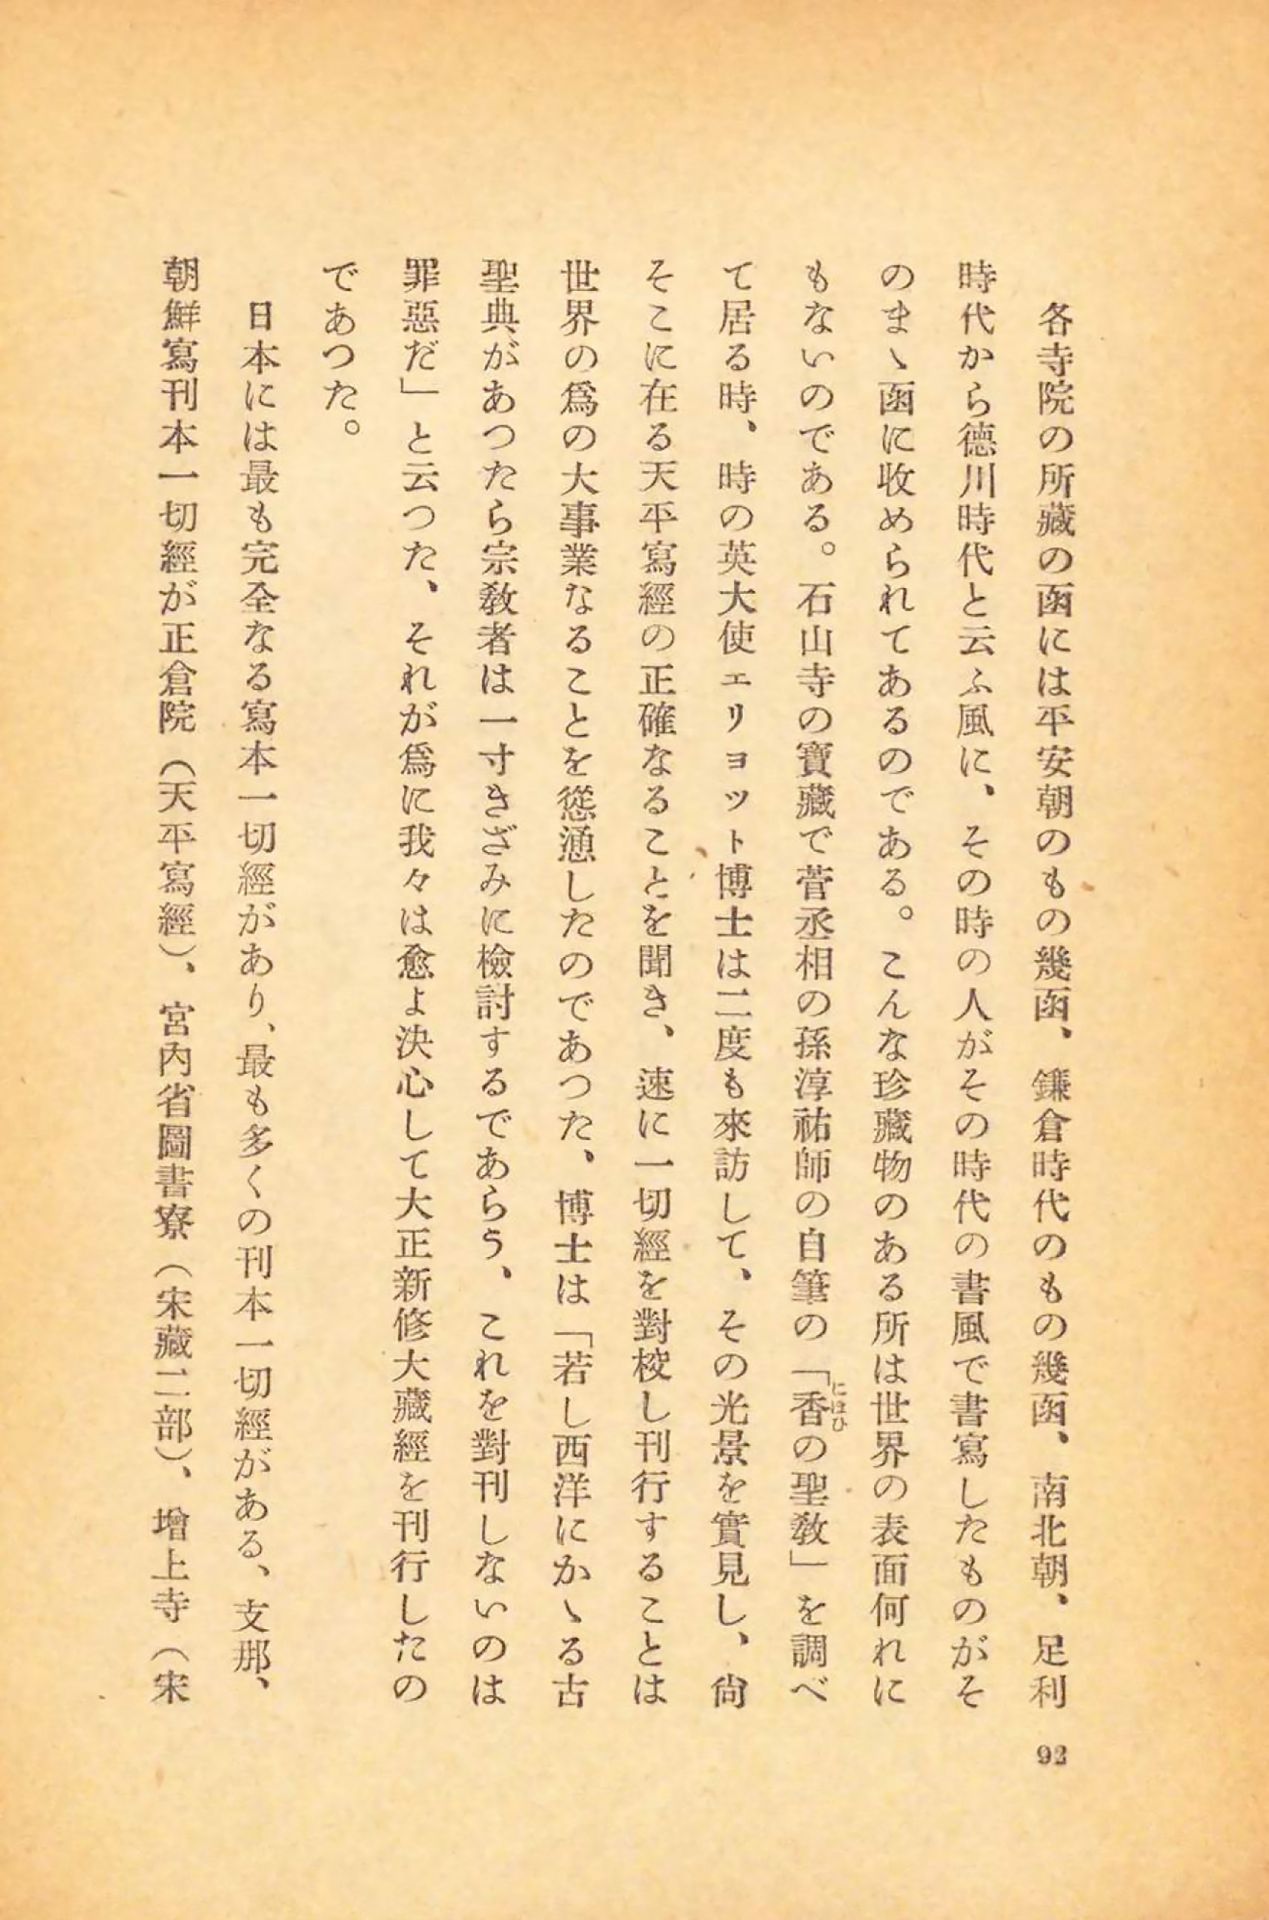 各寺院の所藏の函には平安朝のもの幾函、鎌倉時代のもの幾函、南北朝、足利
時代から德川時代と云ふ風に、その時の人がその時代の書風で書寫したものがそ
のまゝ函に收められてあるのである。こんな珍藏物のある所は世界の表面何れに
もないのである。石山寺の寶藏で菅丞相の孫淳祐師の自筆の「香の聖教」を調べ
にほひ
て居る時、時の英大使エリヨツト博士は二度も來訪して、その光景を實見し、尙
そこに在る天平寫經の正確なることを聞き、速に一切經を對校し刊行することは
世界の爲の大事業なることを慫慂したのであつた、博士は「若し西洋にかゝる古
聖典があつたら宗教者は一寸きざみに檢討するであらう、これを對刊しないのは
罪惡だ」と云つた、それが爲に我々は愈よ決心して大正新修大藏經を刊行したの
であつた。
日本には最も完全なる寫本一切經があり、最も多くの刊本一切經がある、支那、
朝鮮寫刊本一切經が正倉院（天平寫經）、宮內省圖書寮（宋藏二部）、增上寺（宋
92